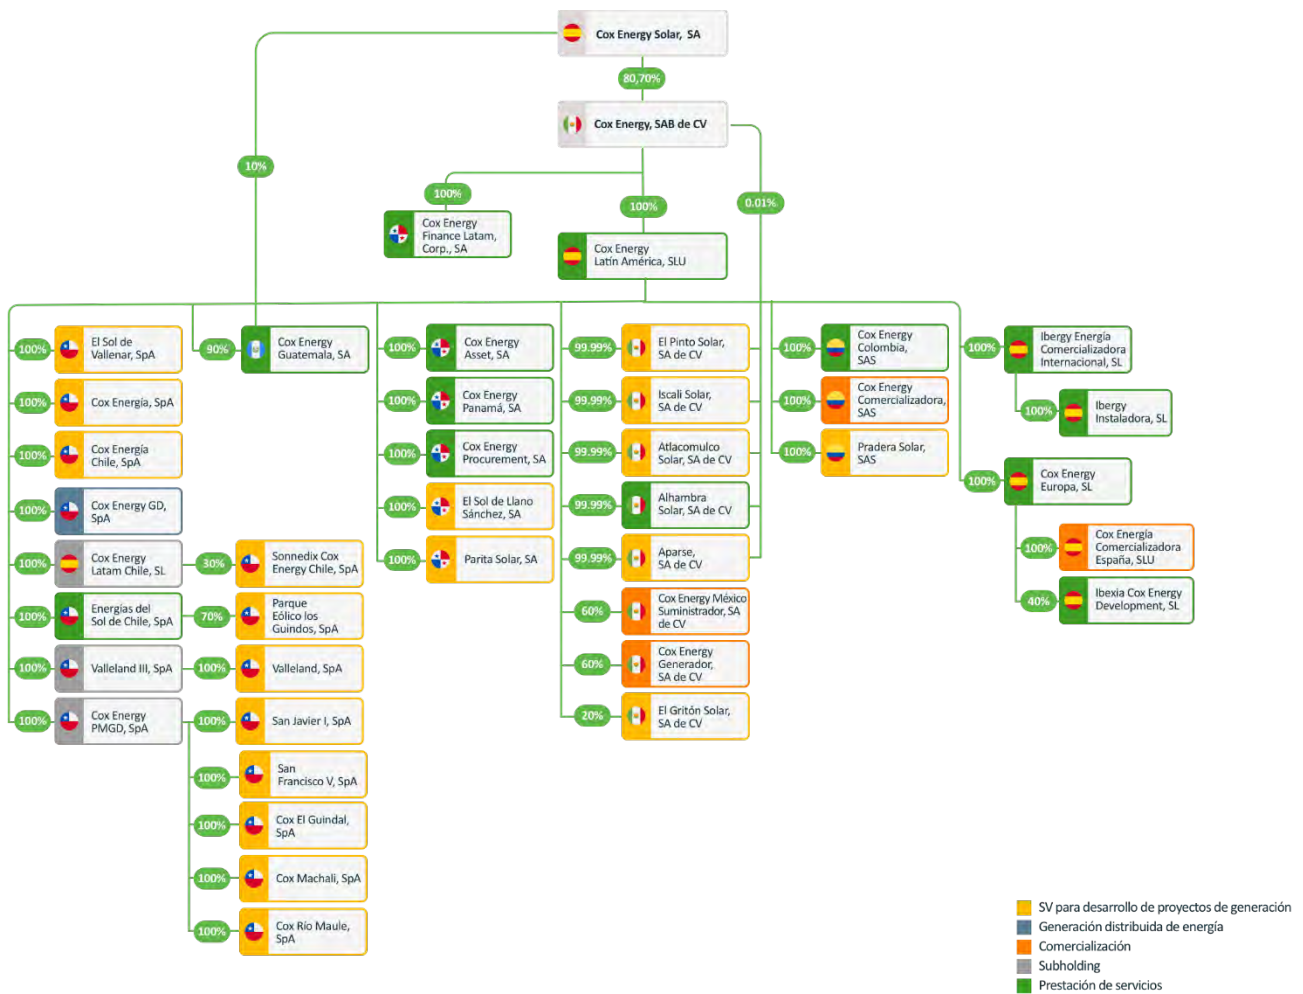 Cox Energy Solar, SA
80,70%
Cox Energy, SAB de CV
10%
100%
100%
0.01%
Cox Energy
Finance Latam,
Corp., SA
Cox Energy
Latín América, SLU
100%
El Sol de
Vallenar, SpA
100%
Cox Energía, SpA
100%
Cox Energía
Chile, SpA
100%
Cox Energy GD,
SpA
100%
Cox Energy
Latam Chile, SL
30%
Sonnedix Cox
Energy Chile, SpA
100%
Energías del
Sol de Chile, SpA
70%
Parque
Eólico los
Guindos, SpA
100%
Valleland III, SpA
100%
Valleland, SpA
100%
Cox Energy
PMGD, SpA
100%
San Javier I, SpA
100%
San
Francisco V, SpA
100%
Cox El Guindal,
SpA
100%
Cox Machali, SpA
100%
Cox Río Maule,
SpA
90%
Cox Energy
Guatemala, SA
100%
Cox Energy
Asset, SA
100%
Cox Energy
Panamá, SA
100%
Cox Energy
Procurement, SA
100%
El Sol de Llano
Sánchez, SA
100%
Parita Solar, SA
99.99%
El Pinto Solar,
SA de CV
99.99%
Iscali Solar,
SA de CV
99.99%
Atlacomulco
Solar, SA de CV
99.99%
Alhambra
Solar, SA de CV
99.99%
Aparse,
SA de CV
60%
Cox Energy México
Suministrador, SA
de CV
60%
Cox Energy
Generador,
SA de CV
20%
El Gritón Solar,
SA de CV
100%
Cox Energy
Colombia,
SAS
100%
Cox Energy
Comercializadora,
SAS
100%
Pradera Solar,
SAS
100%
Ibergy Energía
Comercializadora
Internacional, SL
100%
Ibergy
Instaladora, SL
100%
Cox Energy
Europa, SL
100%
Cox Energía
Comercializadora
España, SLU
40%
Ibexia Cox Energy
Development, SL
SV para desarrollo de proyectos de generación
Generación distribuida de energía
Comercialización
Subholding
Prestación de servicios